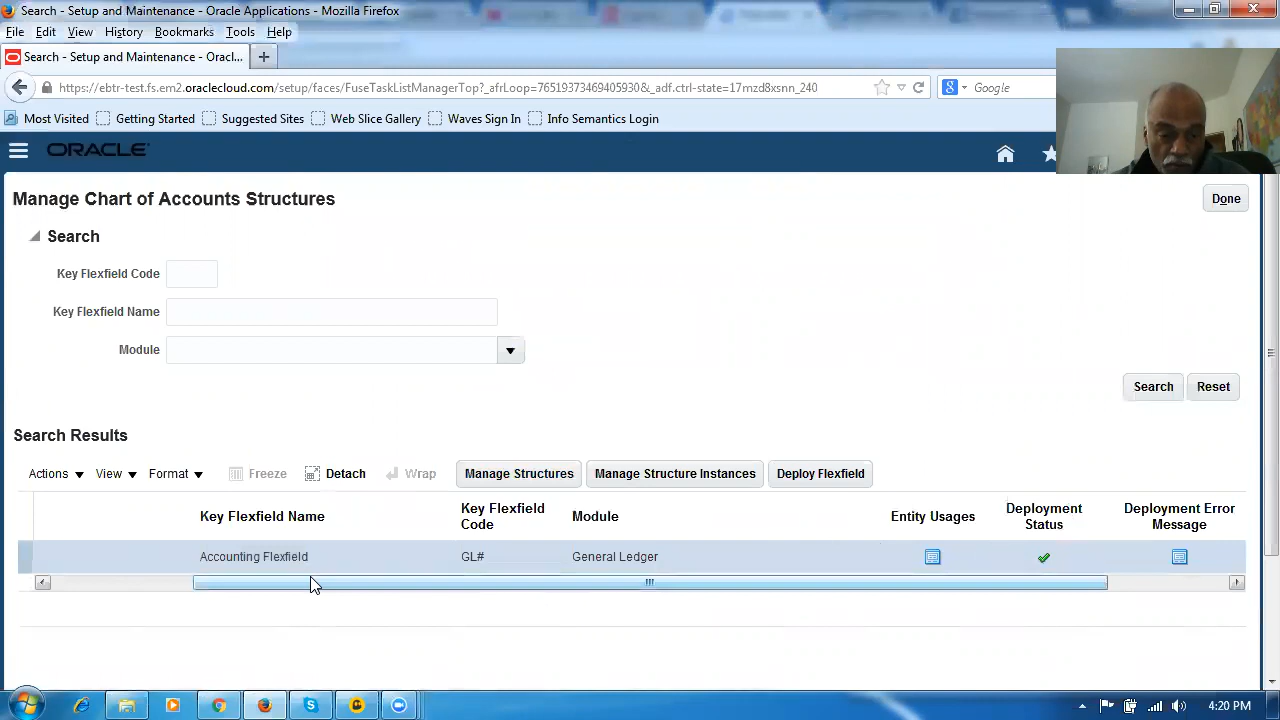 Search - Setup and Maintenance - Oracle Applications - Mozilla Firefox
File Edit View History Bookmarks Tools Help
Search - Setup and Maintenance - Oracl...
https://ebtr-test.fs.em2.oraclecloud.com/setup/faces/FuseTaskListManagerTop?_afrLoop=7651937346940593​0&_adf.ctrl-state=17mzd8xsnn_240
Google
Most Visited Getting Started Suggested Sites Web Slice Gallery Waves Sign In Info Semantics Location
ORACLE
Manage Chart of Accounts Structures
Done
Search
Key Flexfield Code
Key Flexfield Name
Module
Search Reset
Search Results
Actions View Format Freeze Detach Wrap Manage Structures Manage Structure Instances Deploy Flexfield
Key Flexfield Name Key Flexfield Code Module Entity Usages Deployment Status Deployment Error Message
Accounting Flexfield GL# General Ledger
4:20 PM